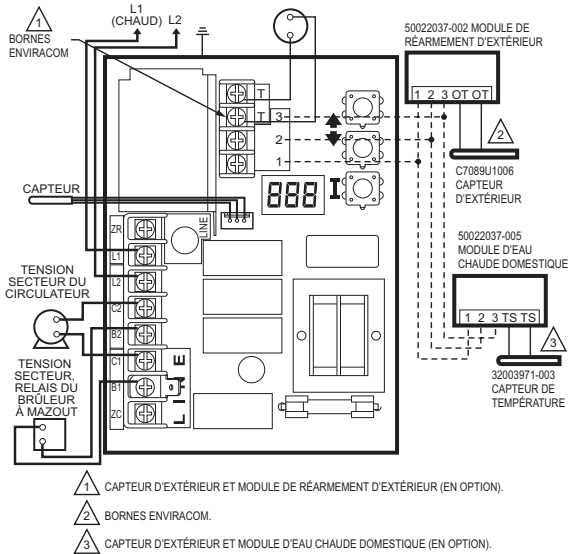 L1
(CHAUD)
L2
1
BORNES
ENVIRACOM
50022037-002 MODULE DE
RÉARMEMENT D'EXTÉRIEUR
1 2 3 OT OT
2
C7089U1006
CAPTEUR
D'EXTÉRIEUR
T
T
3
2
1
888
CAPTEUR
50022037-005
MODULE D'EAU
CHAUDE DOMESTIQUE
1 2 3 TS TS
3
32003971-003
CAPTEUR DE
TEMPÉRATURE
ZR
L1
L2
C2
B2
C1
B1
ZC
LINE
LINE
TENSION
SECTEUR DU
CIRCULATEUR
TENSION
SECTEUR,
RELAIS DU
BRÛLEUR
À MAZOUT
1 CAPTEUR D'EXTÉRIEUR ET MODULE DE RÉARMEMENT D'EXTÉRIEUR (EN OPTION).
2 BORNES ENVIRACOM.
3 CAPTEUR D'EXTÉRIEUR ET MODULE D'EAU CHAUDE DOMESTIQUE (EN OPTION).